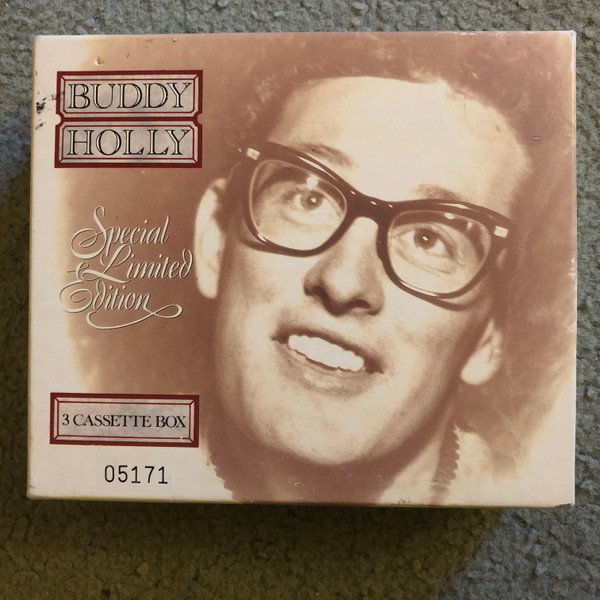 BUDDY
HOLLY
Special
Limited
Edition
3 CASSETTE BOX
05171